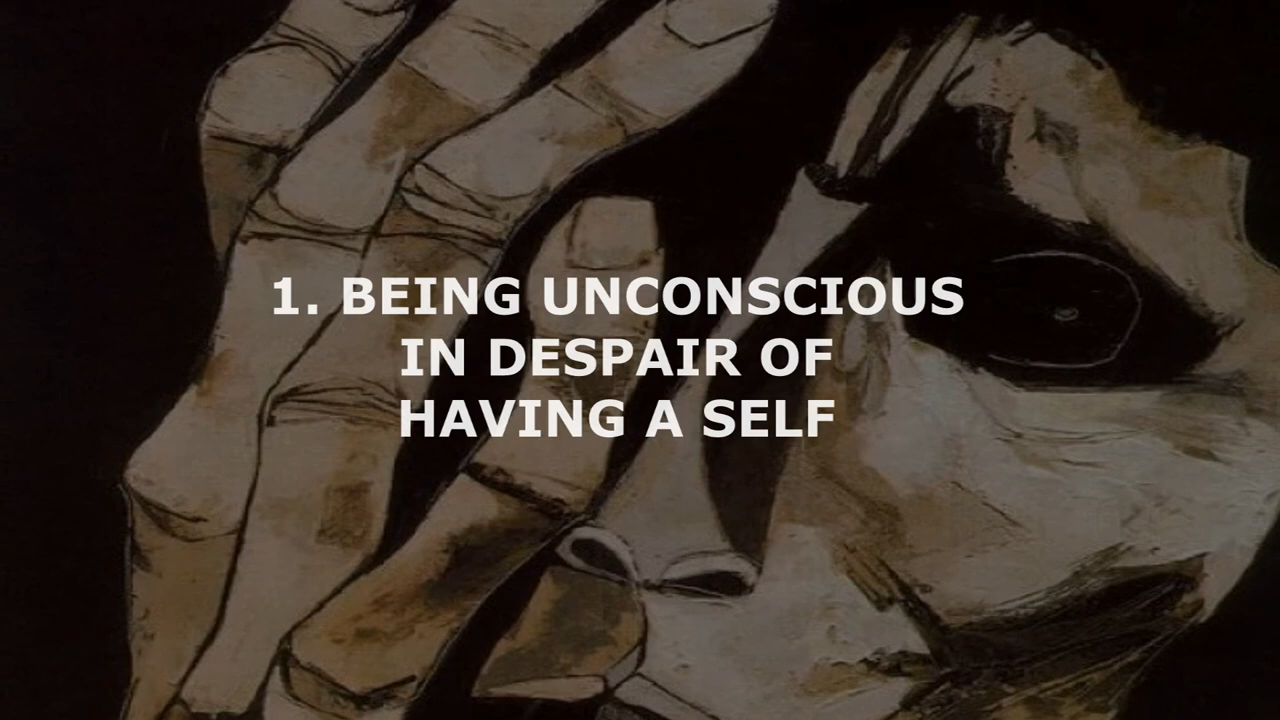 1. BEING UNCONSCIOUS
IN DESPAIR OF
HAVING A SELF